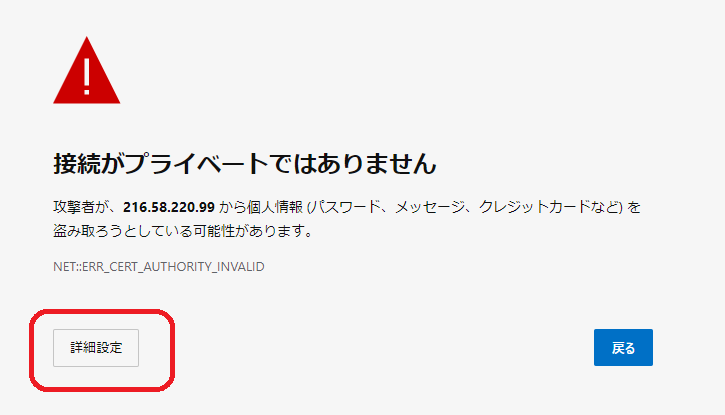 接続がプライベートではありません
攻撃者が、216.58.220.99 から個人情報 (パスワード、メッセージ、クレジットカードなど) を
盗み取ろうとしている可能性があります。
NET::ERR_CERT_AUTHORITY_INVALID
詳細設定
戻る